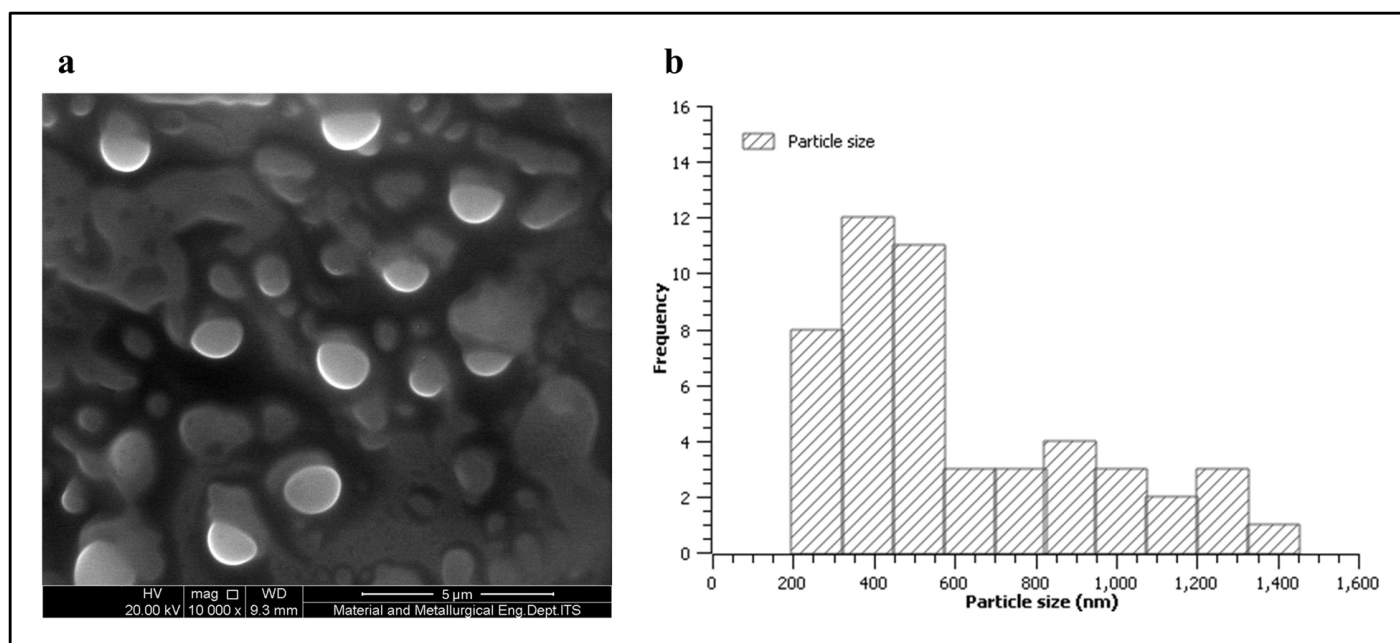 a
HV
mag
WD
5 µm
20.00 kV
10 000 x
9.3 mm
Material and Metallurgical Eng.Dept.ITS
b
16
14
12
10
8
6
4
2
0
Frequency
Particle size
0
200
400
600
800
1,000
1,200
1,400
1,600
Particle size (nm)